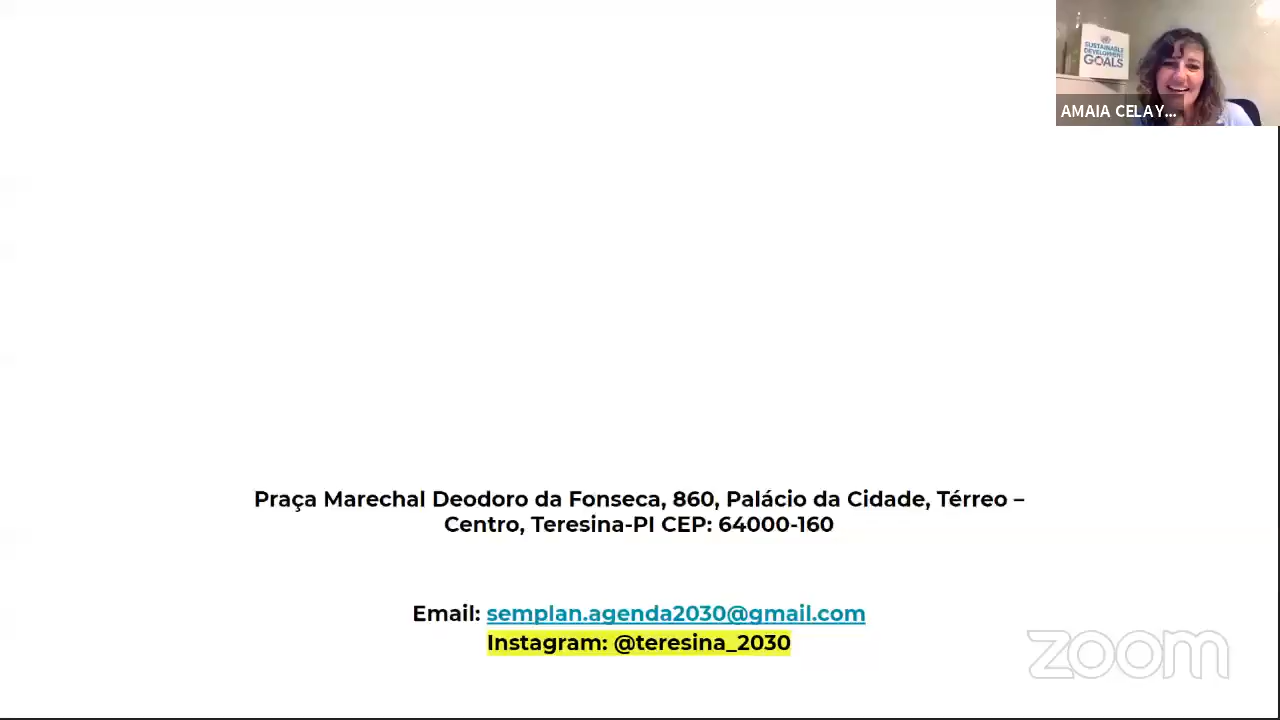 SUSTAINABLE
DEVELOPMENT
GOALS
AMAIA CELAY...
Praça Marechal Deodoro da Fonseca, 860, Palácio da Cidade, Térreo –
Centro, Teresina-PI CEP: 64000-160
Email: semplan.agenda2030@gmail.com
Instagram: @teresina_2030
zoom